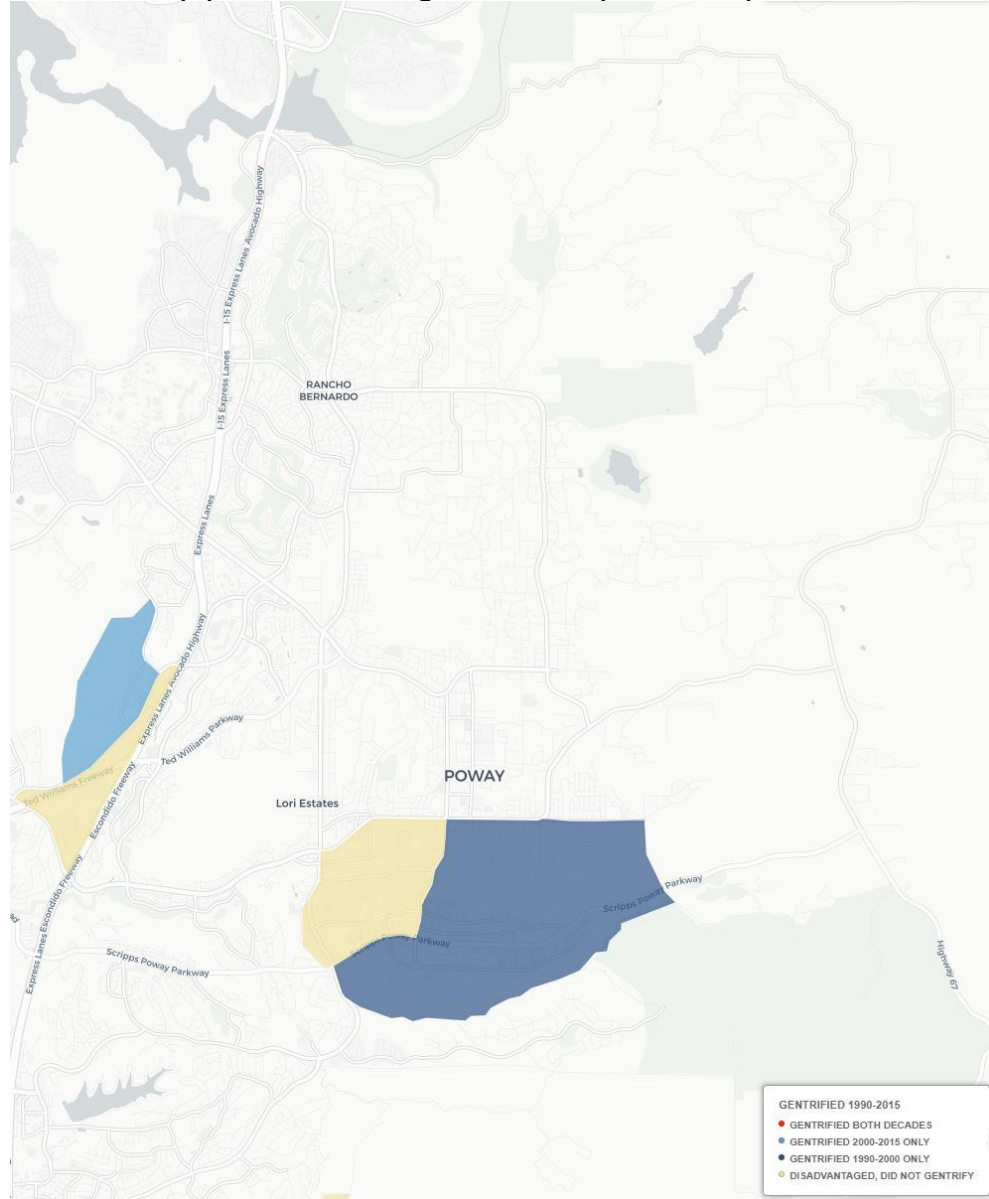 I-15 Express Lanes Avocado Highway
I-15 Express Lanes
RANCHO
BERNARDO
Express Lanes
Express Lanes Avocado Highway
Ted Williams Parkway
Ted Williams Freeway
Escondido Freeway
POWAY
Lori Estates
Express Lanes Escondido Freeway
Scripps Poway Parkway
Scripps Poway Parkway
Scripps Poway Parkway
Highway 67
GENTRIFIED 1990-2015
GENTRIFIED BOTH DECADES
GENTRIFIED 2000-2015 ONLY
GENTRIFIED 1990-2000 ONLY
DISADVANTAGED, DID NOT GENTRIFY